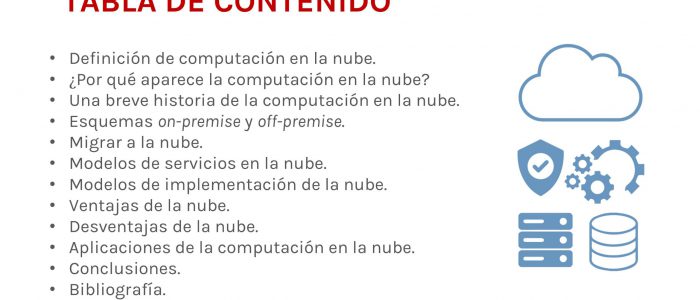 TABLA DE CONTENIDO
• Definición de computación en la nube.
• ¿Por qué aparece la computación en la nube?
• Una breve historia de la computación en la nube.
• Esquemas on-premise y off-premise.
• Migrar a la nube.
• Modelos de servicios en la nube.
• Modelos de implementación de la nube.
• Ventajas de la nube.
• Desventajas de la nube.
• Aplicaciones de la computación en la nube.
• Conclusiones.
• Bibliografía.